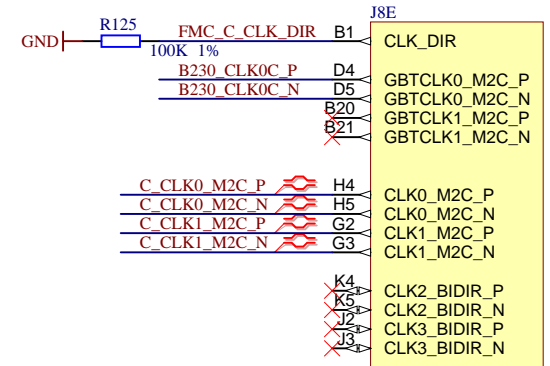 J8E
R125
FMC_C_CLK_DIR B1 CLK_DIR
GND
100K 1%
B230_CLK0C_P D4 GBTCLK0_M2C_P
B230_CLK0C_N D5 GBTCLK0_M2C_N
B20 GBTCLK1_M2C_P
B21 GBTCLK1_M2C_N
C_CLK0_M2C_P H4 CLK0_M2C_P
C_CLK0_M2C_N H5 CLK0_M2C_N
C_CLK1_M2C_P G2 CLK1_M2C_P
C_CLK1_M2C_N G3 CLK1_M2C_N
K4 CLK2_BIDIR_P
K5 CLK2_BIDIR_N
J2 CLK3_BIDIR_P
J3 CLK3_BIDIR_N